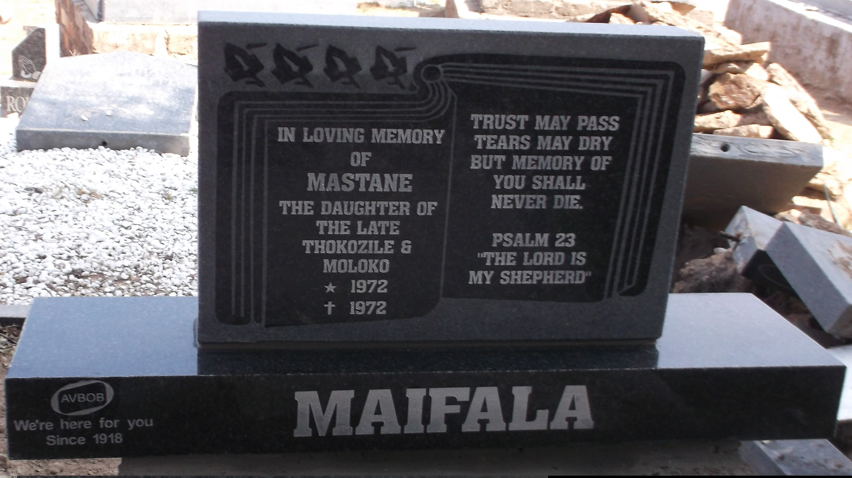 IN LOVING MEMORY
OF
MASTANE
THE DAUGHTER OF
THE LATE
THOKOZILE &
MOLOKO
★ 1972
✝ 1972
TRUST MAY PASS
TEARS MAY DRY
BUT MEMORY OF
YOU SHALL
NEVER DIE.
PSALM 23
"THE LORD IS
MY SHEPHERD"
MAIFALA
AVBOB
We're here for you
Since 1918